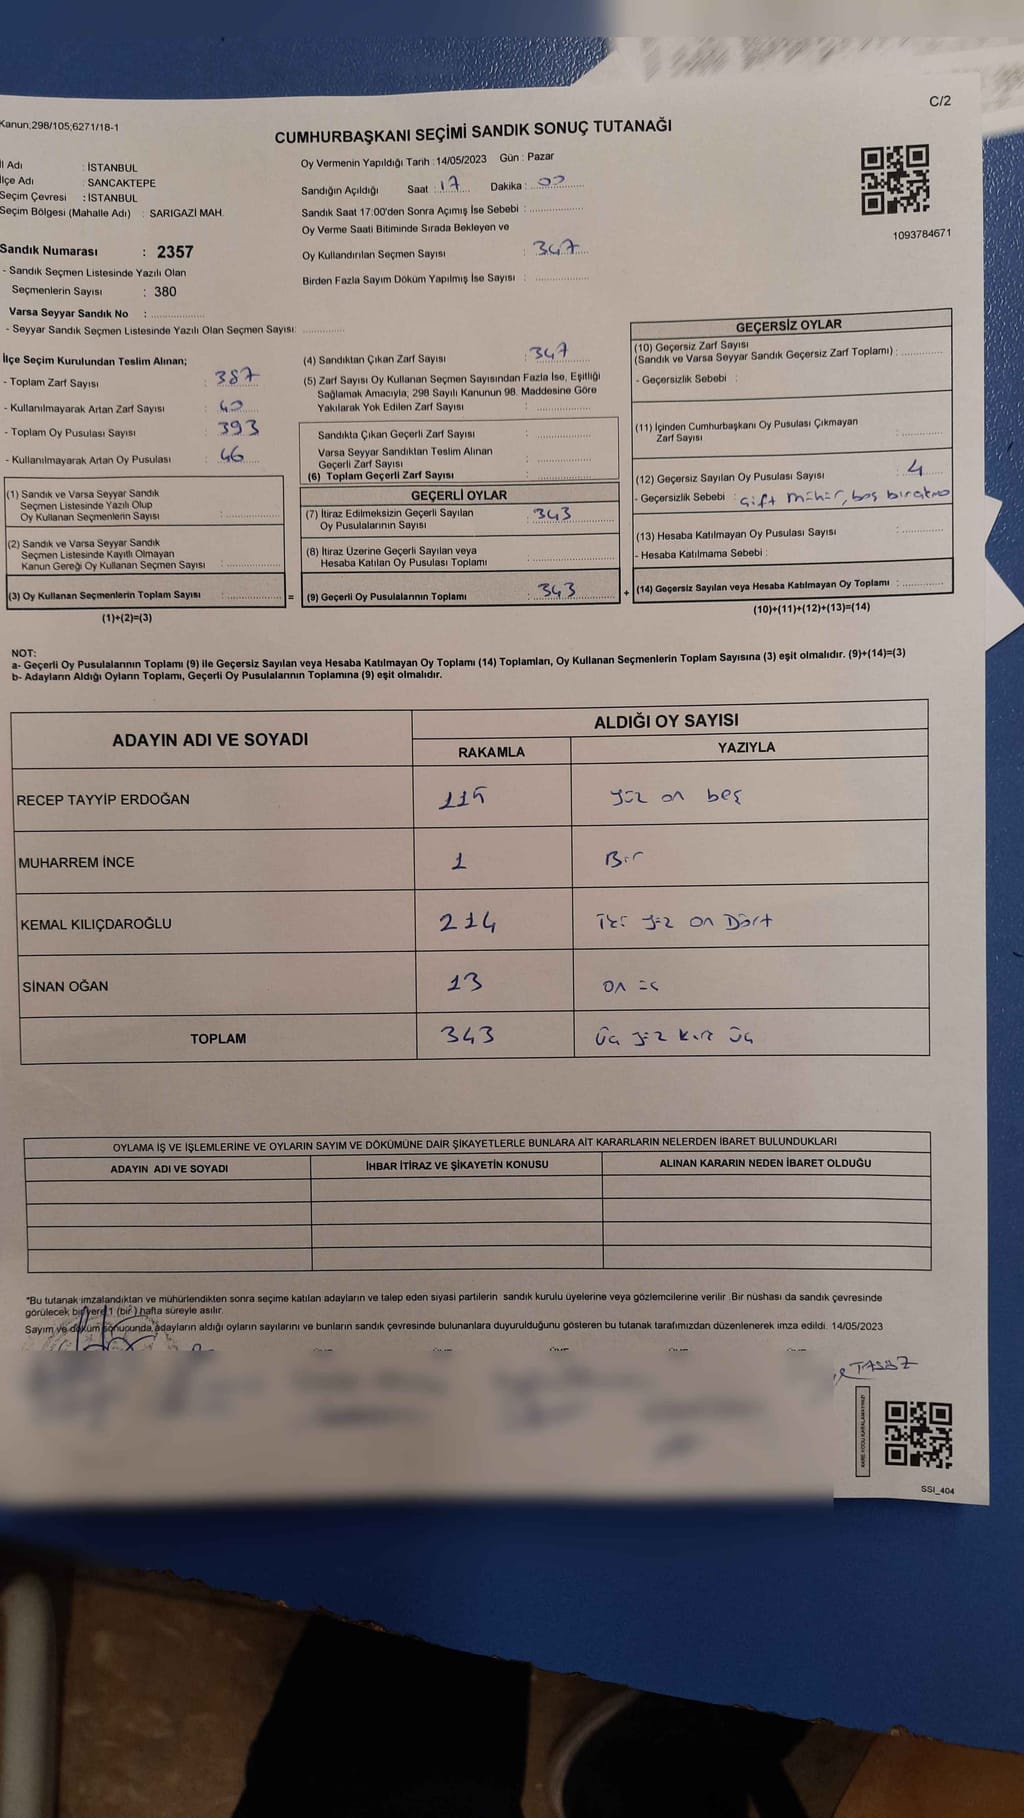 C/2
Kanun;298/105;6271/18-1
CUMHURBAŞKANI SEÇİMİ SANDIK SONUÇ TUTANAĞI
İl Adı : İSTANBUL
İlçe Adı : SANCAKTEPE
Seçim Çevresi : İSTANBUL
Seçim Bölgesi (Mahalle Adı) : SARIGAZİ MAH.
Oy Vermenin Yapıldığı Tarih : 14/05/2023 Gün : Pazar
Sandığın Açıldığı Saat : 17 Dakika : 00
Sandık Saat 17:00'den Sonra Açımış İse Sebebi :
Oy Verme Saati Bitiminde Sırada Bekleyen ve
Oy Kullandırılan Seçmen Sayısı : 347
Birden Fazla Sayım Döküm Yapılmış İse Sayısı :
1093784671
Sandık Numarası : 2357
- Sandık Seçmen Listesinde Yazılı Olan
Seçmenlerin Sayısı : 380
Varsa Seyyar Sandık No :
- Seyyar Sandık Seçmen Listesinde Yazılı Olan Seçmen Sayısı:
İlçe Seçim Kurulundan Teslim Alınan;
- Toplam Zarf Sayısı : 387
- Kullanılmayarak Artan Zarf Sayısı : 40
- Toplam Oy Pusulası Sayısı : 393
- Kullanılmayarak Artan Oy Pusulası : 46
(1) Sandık ve Varsa Seyyar Sandık
Seçmen Listesinde Yazılı Olup
Oy Kullanan Seçmenlerin Sayısı :
(2) Sandık ve Varsa Seyyar Sandık
Seçmen Listesinde Kayıtlı Olmayan
Kanun Gereği Oy Kullanan Seçmen Sayısı :
(3) Oy Kullanan Seçmenlerin Toplam Sayısı : =
(1)+(2)=(3)
(4) Sandıktan Çıkan Zarf Sayısı : 347
(5) Zarf Sayısı Oy Kullanan Seçmen Sayısından Fazla İse, Eşitliği
Sağlamak Amacıyla; 298 Sayılı Kanunun 98. Maddesine Göre
Yakılarak Yok Edilen Zarf Sayısı :
Sandıkta Çıkan Geçerli Zarf Sayısı :
Varsa Seyyar Sandıktan Teslim Alınan
Geçerli Zarf Sayısı :
(6) Toplam Geçerli Zarf Sayısı :
GEÇERLİ OYLAR
(7) İtiraz Edilmeksizin Geçerli Sayılan
Oy Pusulalarının Sayısı : 343
(8) İtiraz Üzerine Geçerli Sayılan veya
Hesaba Katılan Oy Pusulası Toplamı :
(9) Geçerli Oy Pusulalarının Toplamı : 343 +
GEÇERSİZ OYLAR
(10) Geçersiz Zarf Sayısı
(Sandık ve Varsa Seyyar Sandık Geçersiz Zarf Toplamı) :
- Geçersizlik Sebebi :
(11) İçinden Cumhurbaşkanı Oy Pusulası Çıkmayan
Zarf Sayısı :
(12) Geçersiz Sayılan Oy Pusulası Sayısı : 4
- Geçersizlik Sebebi : çift mühür, boş bırakma
(13) Hesaba Katılmayan Oy Pusulası Sayısı :
- Hesaba Katılmama Sebebi :
(14) Geçersiz Sayılan veya Hesaba Katılmayan Oy Toplamı :
(10)+(11)+(12)+(13)=(14)
NOT:
a- Geçerli Oy Pusulalarının Toplamı (9) ile Geçersiz Sayılan veya Hesaba Katılmayan Oy Toplamı (14) Toplamları, Oy Kullanan Seçmenlerin Toplam Sayısına (3) eşit olmalıdır. (9)+(14)=(3)
b- Adayların Aldığı Oyların Toplamı, Geçerli Oy Pusulalarının Toplamına (9) eşit olmalıdır.
ADAYIN ADI VE SOYADI ALDIĞI OY SAYISI
RAKAMLA YAZIYLA
RECEP TAYYİP ERDOĞAN 115 yüz on beş
MUHARREM İNCE 1 Bir
KEMAL KILIÇDAROĞLU 214 iki yüz on Dört
SİNAN OĞAN 13 on üç
TOPLAM 343 üç yüz kırk üç
OYLAMA İŞ VE İŞLEMLERİNE VE OYLARIN SAYIM VE DÖKÜMÜNE DAİR ŞİKAYETLERLE BUNLARA AİT KARARLARIN NELERDEN İBARET BULUNDUKLARI
ADAYIN ADI VE SOYADI İHBAR İTİRAZ VE ŞİKAYETİN KONUSU ALINAN KARARIN NEDEN İBARET OLDUĞU
"Bu tutanak imzalandıktan ve mühürlendikten sonra seçime katılan adayların ve talep eden siyasi partilerin sandık kurulu üyelerine veya gözlemcilerine verilir. Bir nüshası da sandık çevresinde
görülecek bir yere 1 (bir) hafta süreyle asılır.
Sayım ve döküm sonucunda, adayların aldığı oyların sayılarını ve bunların sandık çevresinde bulunanlara duyurulduğunu gösteren bu tutanak tarafımızdan düzenlenerek imza edildi. 14/05/2023
SSI_404